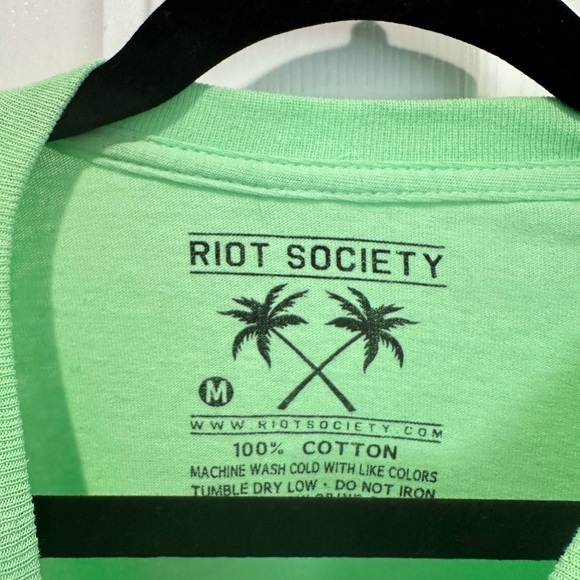 RIOT SOCIETY
M
WWW.RIOTSOCIETY.COM
100% COTTON
MACHINE WASH COLD WITH LIKE COLORS
TUMBLE DRY LOW • DO NOT IRON